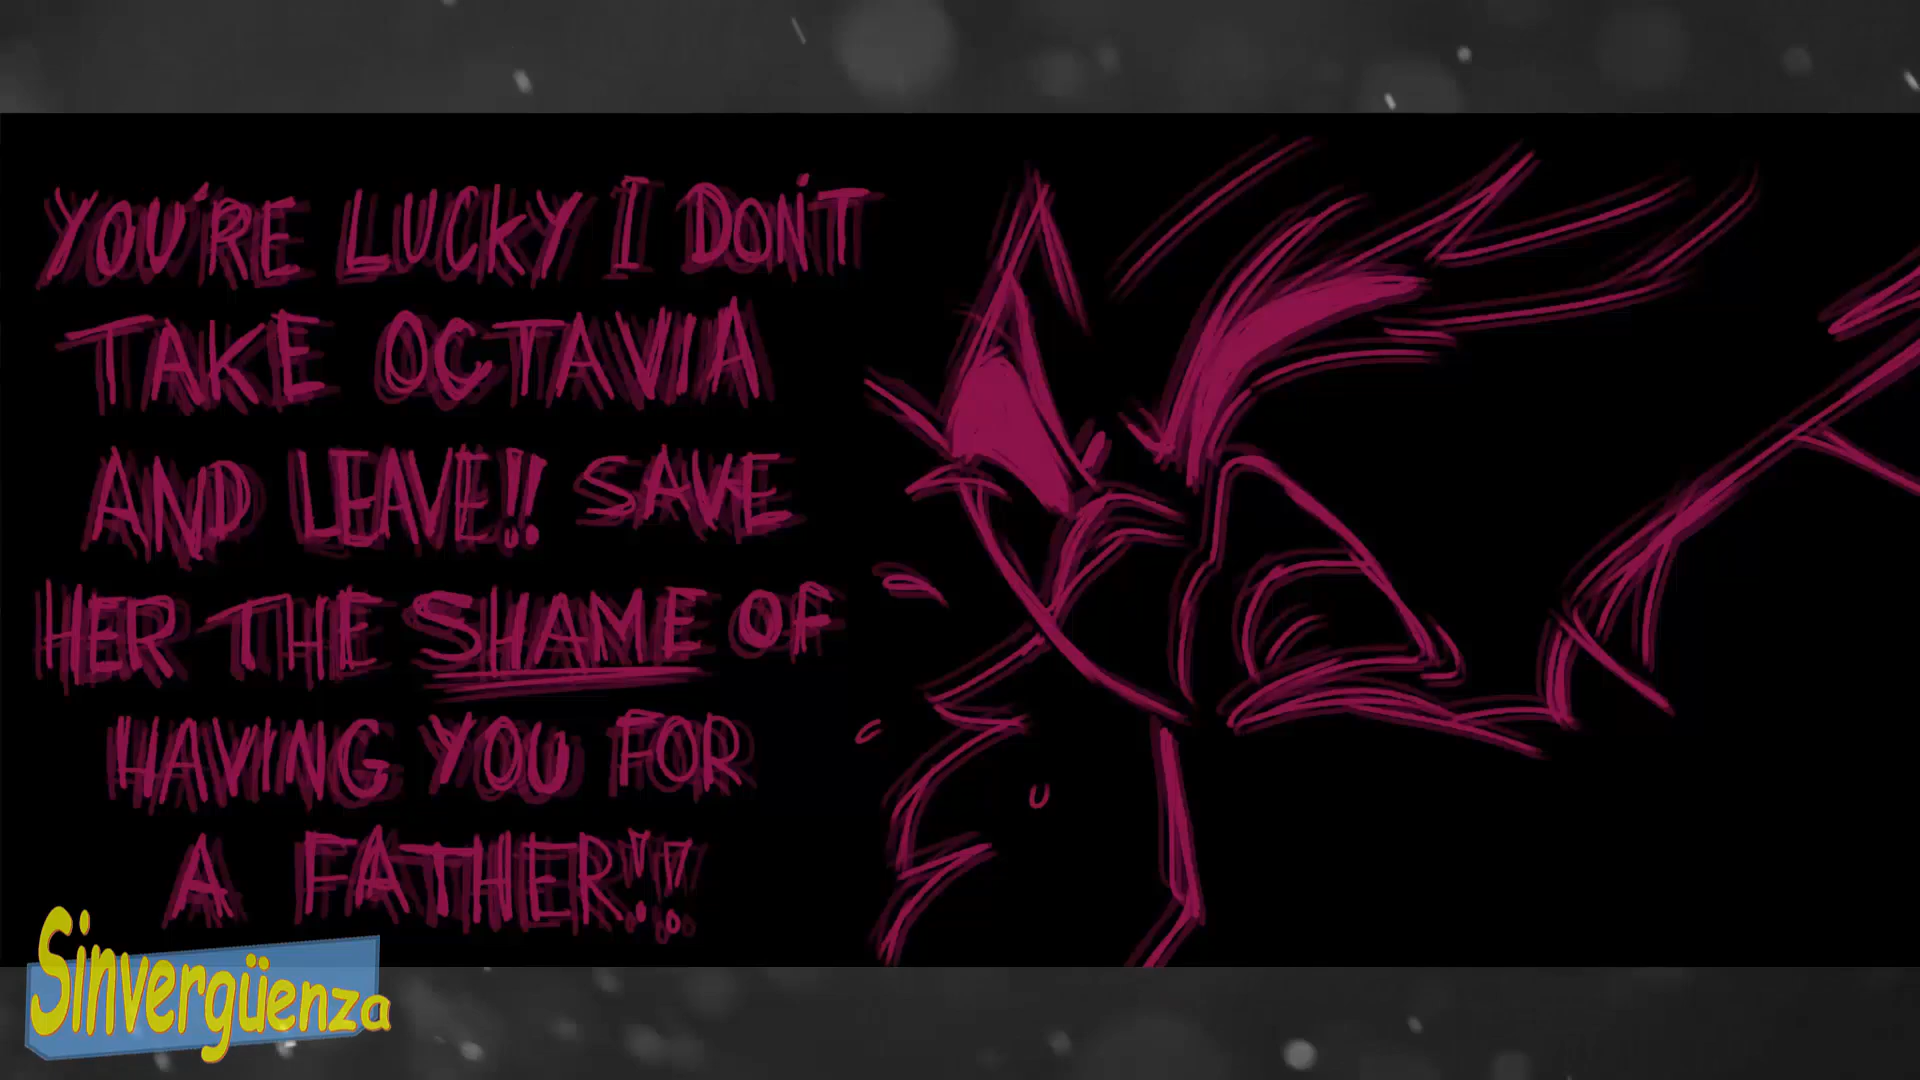 YOU'RE LUCKY I DON'T
TAKE OCTAVIA
AND LEAVE!! SAVE
HER THE SHAME OF
HAVING YOU FOR
A FATHER!!!
Sinvergüenza